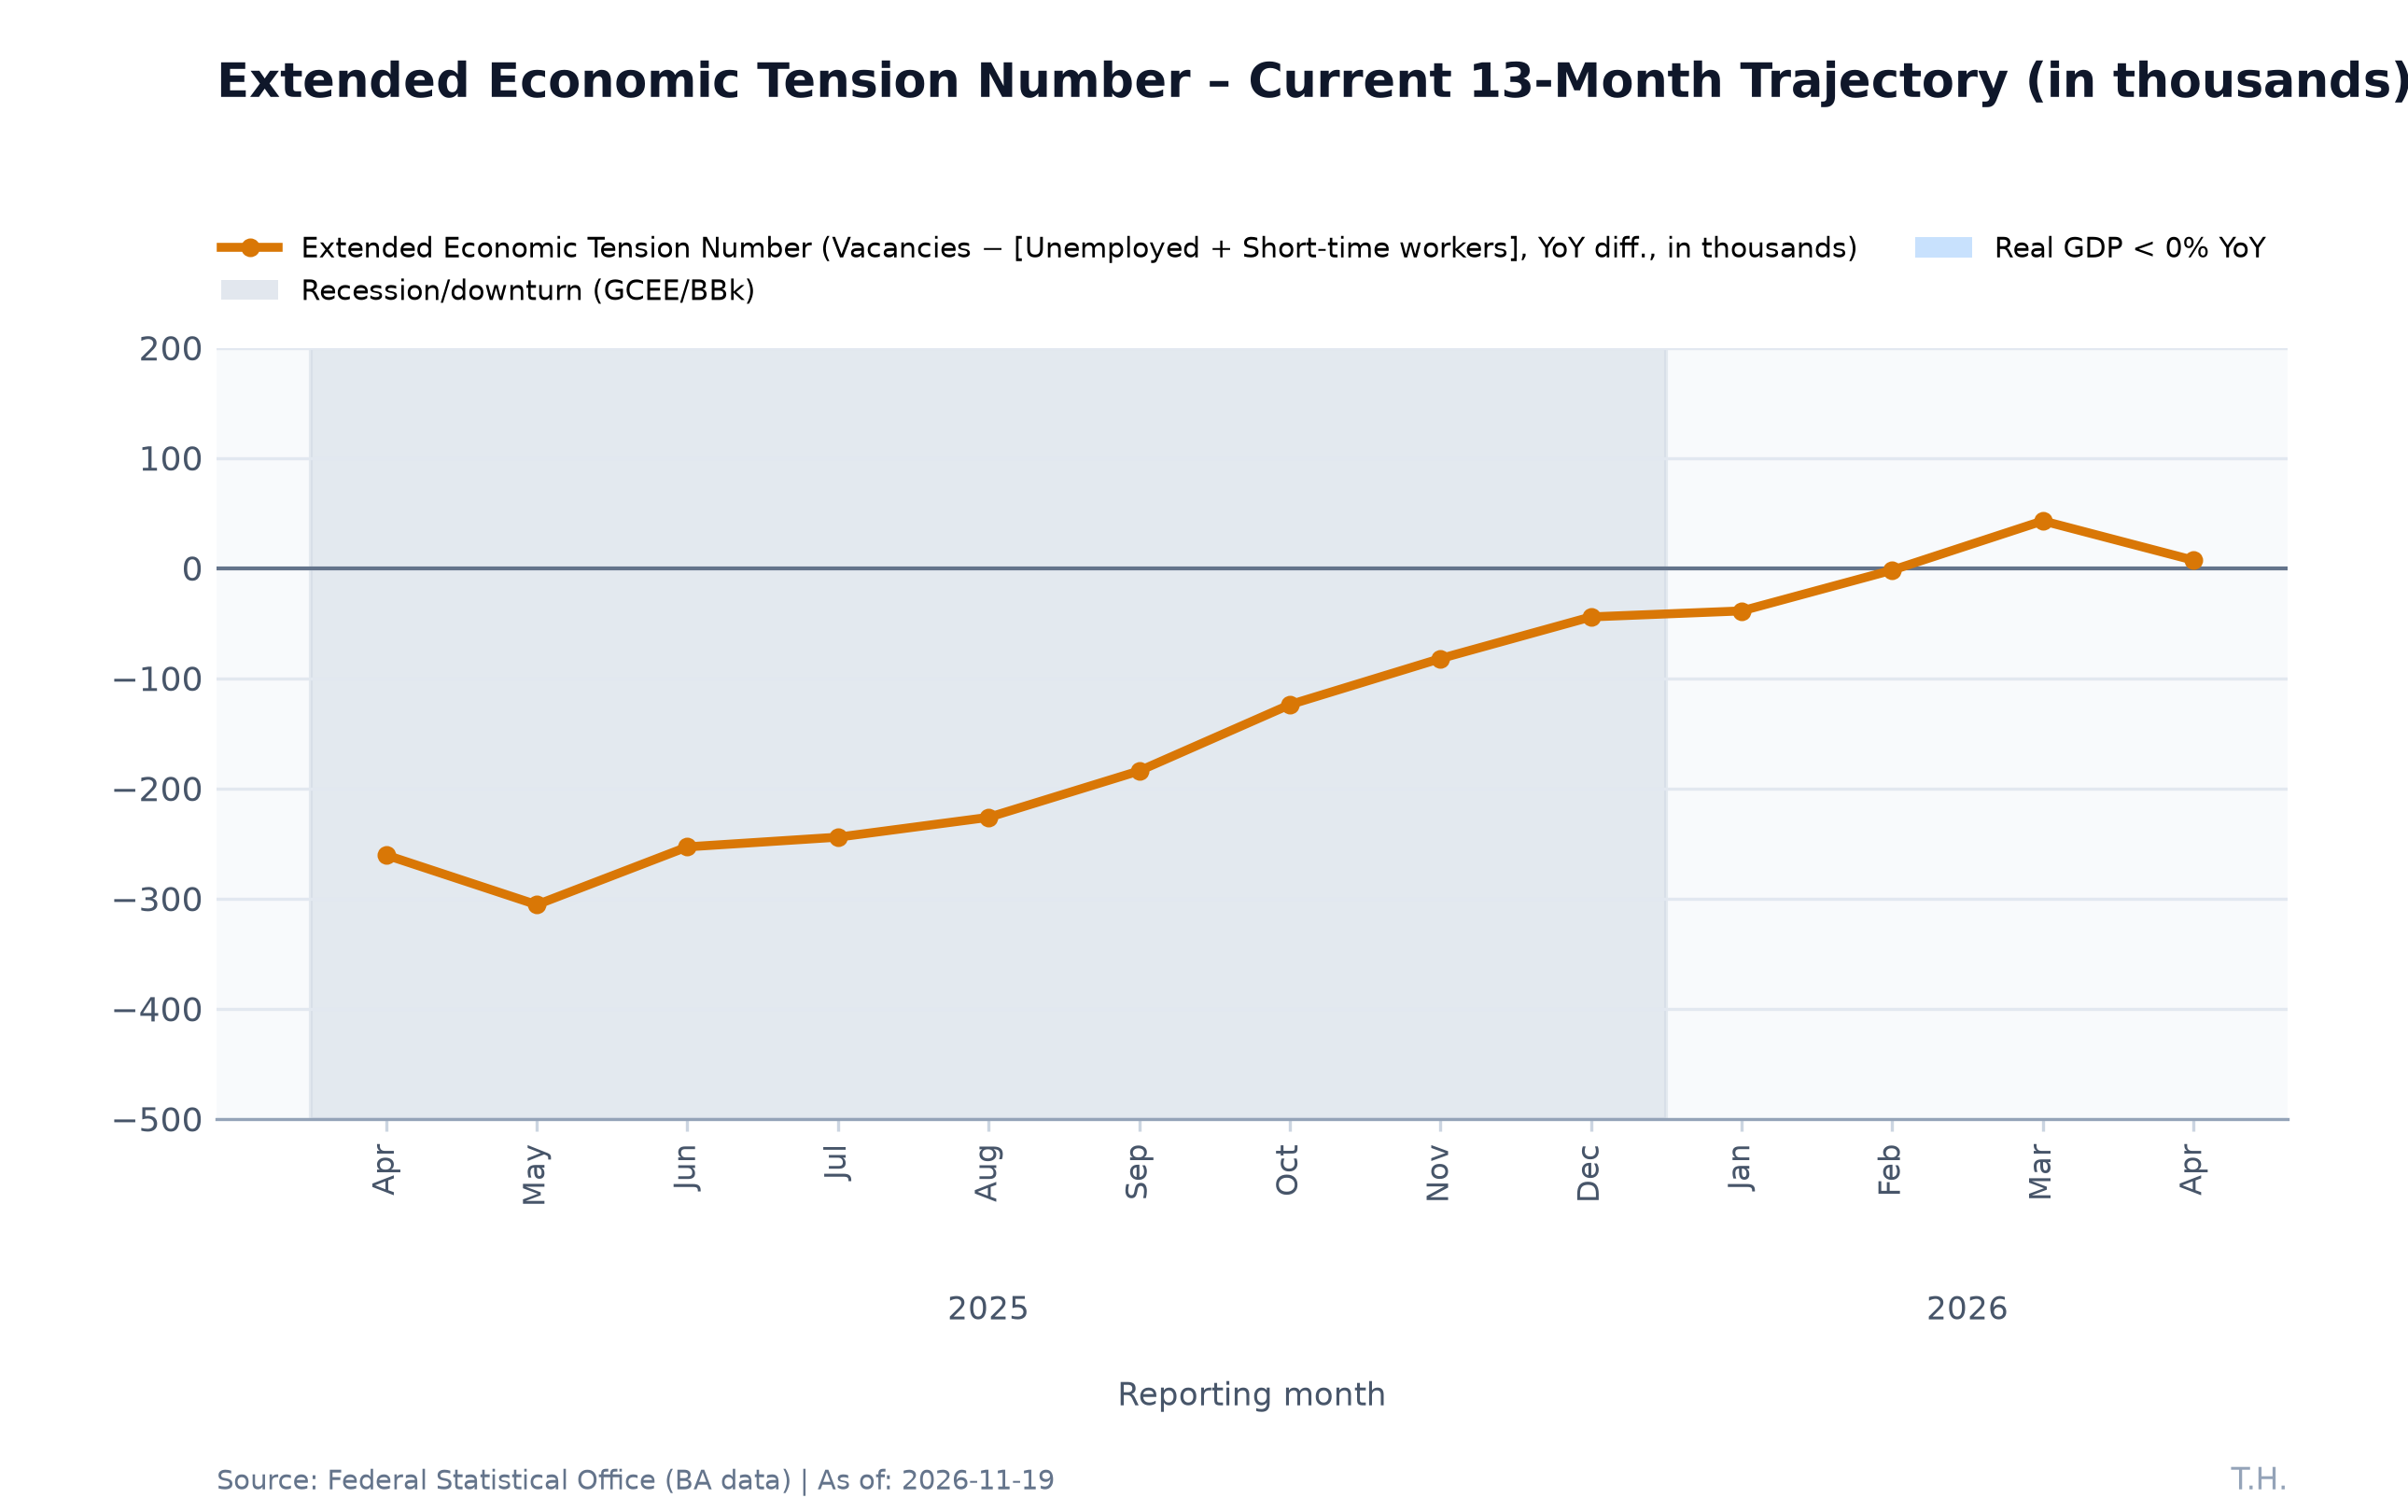 Extended Economic Tension Number – Current 13-Month Trajectory (in thousands)
Extended Economic Tension Number (Vacancies − [Unemployed + Short-time workers], YoY diff., in thousands)
Real GDP < 0% YoY
Recession/downturn (GCEE/BBk)
200
100
0
−100
−200
−300
−400
−500
Apr
May
Jun
Jul
Aug
Sep
Oct
Nov
Dec
Jan
Feb
Mar
Apr
2025
2026
Reporting month
Source: Federal Statistical Office (BA data) | As of: 2026-11-19
T.H.